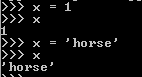 >>> x = 1
>>> x
1
>>> x = 'horse'
>>> x
'horse'
>>>